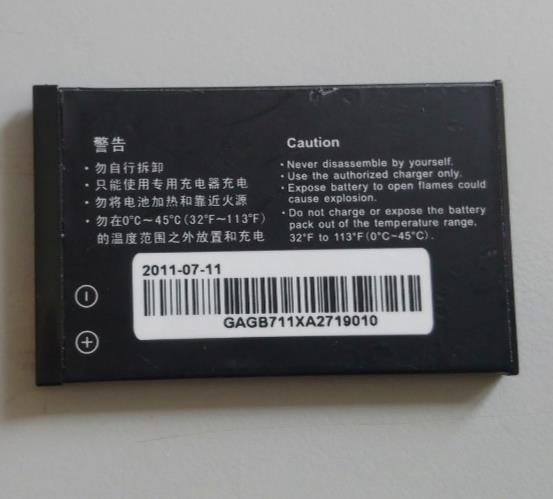 警告
·勿自行拆卸
·只能使用专用充电器充电
·勿将电池加热和靠近火源
·勿在0°C～45°C(32°F～113°F)
的温度范围之外放置和充电
Caution
·Never disassemble by yourself.
·Use the authorized charger only.
·Expose battery to open flames could
cause explosion.
·Do not charge or expose the battery
pack out of the temperature range,
32°F to 113°F(0°C~45°C).
2011-07-11
GAGB711XA2719010